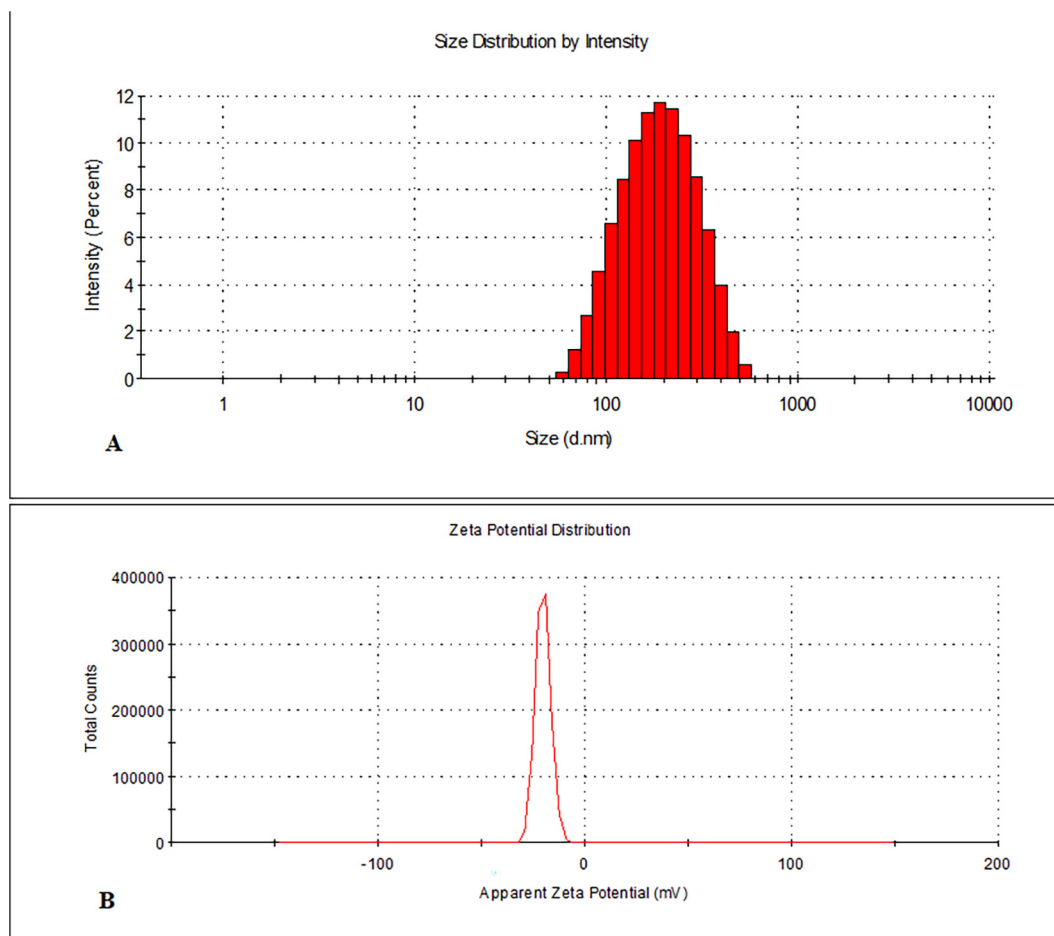 Size Distribution by Intensity
12
10
8
6
4
2
0
Intensity (Percent)
1 10 100 1000 10000
Size (d.nm)
A
Zeta Potential Distribution
400000
300000
200000
100000
0
Total Counts
-100 0 100 200
Apparent Zeta Potential (mV)
B